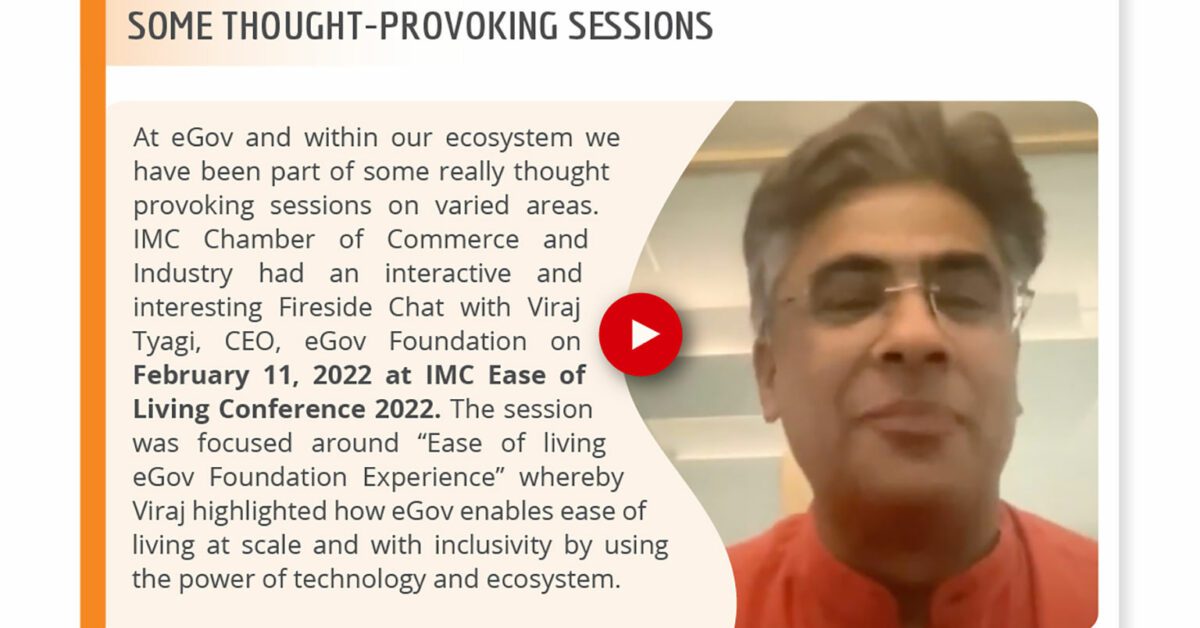 SOME THOUGHT-PROVOKING SESSIONS
At eGov and within our ecosystem we
have been part of some really thought
provoking sessions on varied areas.
IMC Chamber of Commerce and
Industry had an interactive and
interesting Fireside Chat with Viraj
Tyagi, CEO, eGov Foundation on
February 11, 2022 at IMC Ease of
Living Conference 2022. The session
was focused around “Ease of living
eGov Foundation Experience” whereby
Viraj highlighted how eGov enables ease of
living at scale and with inclusivity by using
the power of technology and ecosystem.